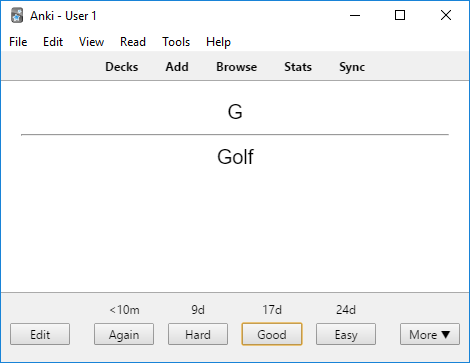 Anki - User 1
File Edit View Read Tools Help
Decks Add Browse Stats Sync
G
Golf
<10m 9d 17d 24d
Edit Again Hard Good Easy More ▼